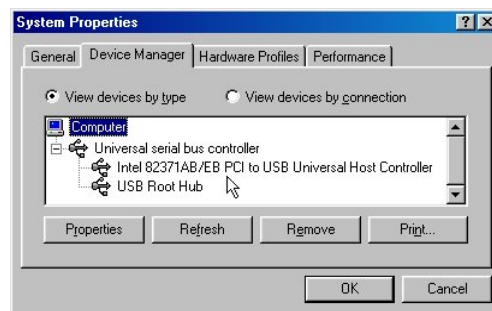 System Properties
General Device Manager Hardware Profiles Performance
View devices by type View devices by connection
Computer
Universal serial bus controller
Intel 82371AB/EB PCI to USB Universal Host Controller
USB Root Hub
Properties Refresh Remove Print...
OK Cancel